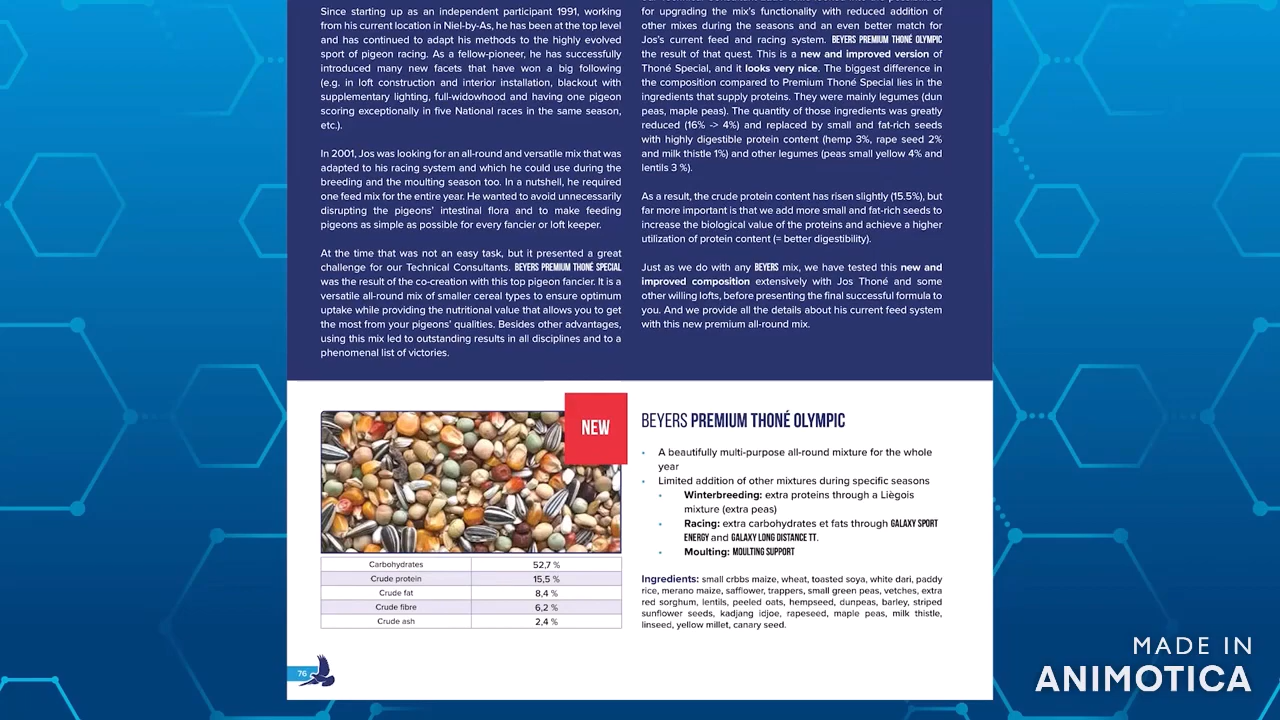 Since starting up as an independent participant 1991, working
from his current location in Niel-by-As, he has been at the top level
and has continued to adapt his methods to the highly evolved
sport of pigeon racing. As a fellow-pioneer, he has successfully
introduced many new facets that have won a big following
(e.g. in loft construction and interior installation, blackout with
supplementary lighting, full-widowhood and having one pigeon
scoring exceptionally in five National races in the same season,
etc.).
In 2001, Jos was looking for an all-round and versatile mix that was
adapted to his racing system and which he could use during the
breeding and the moulting season too. In a nutshell, he required
one feed mix for the entire year. He wanted to avoid unnecessarily
disrupting the pigeons' intestinal flora and to make feeding
pigeons as simple as possible for every fancier or loft keeper.
At the time that was not an easy task, but it presented a great
challenge for our Technical Consultants. BEYERS PREMIUM THONÉ SPECIAL
was the result of the co-creation with this top pigeon fancier. It is a
versatile all-round mix of smaller cereal types to ensure optimum
uptake while providing the nutritional value that allows you to get
the most from your pigeons' qualities. Besides other advantages,
using this mix led to outstanding results in all disciplines and to a
phenomenal list of victories.
for upgrading the mix's functionality with reduced addition of
other mixes during the seasons and an even better match for
Jos's current feed and racing system. BEYERS PREMIUM THONÉ OLYMPIC
the result of that quest. This is a new and improved version of
Thoné Special, and it looks very nice. The biggest difference in
the composition compared to Premium Thoné Special lies in the
ingredients that supply proteins. They were mainly legumes (dun
peas, maple peas). The quantity of those ingredients was greatly
reduced (16% -> 4%) and replaced by small and fat-rich seeds
with highly digestible protein content (hemp 3%, rape seed 2%
and milk thistle 1%) and other legumes (peas small yellow 4% and
lentils 3 %).
As a result, the crude protein content has risen slightly (15.5%), but
far more important is that we add more small and fat-rich seeds to
increase the biological value of the proteins and achieve a higher
utilization of protein content (= better digestibility).
Just as we do with any BEYERS mix, we have tested this new and
improved composition extensively with Jos Thoné and some
other willing lofts, before presenting the final successful formula to
you. And we provide all the details about his current feed system
with this new premium all-round mix.
NEW
Carbohydrates 52,7 %
Crude protein 15,5 %
Crude fat 8,4 %
Crude fibre 6,2 %
Crude ash 2,4 %
BEYERS PREMIUM THONÉ OLYMPIC
• A beautifully multi-purpose all-round mixture for the whole
year
• Limited addition of other mixtures during specific seasons
• Winterbreeding: extra proteins through a Liègois
mixture (extra peas)
• Racing: extra carbohydrates et fats through GALAXY SPORT
ENERGY and GALAXY LONG DISTANCE TT.
• Moulting: MOULTING SUPPORT
Ingredients: small crbbs maize, wheat, toasted soya, white dari, paddy
rice, merano maize, safflower, trappers, small green peas, vetches, extra
red sorghum, lentils, peeled oats, hempseed, dunpeas, barley, striped
sunflower seeds, kadjang idjoe, rapeseed, maple peas, milk thistle,
linseed, yellow millet, canary seed.
76
MADE IN
ANIMOTICA